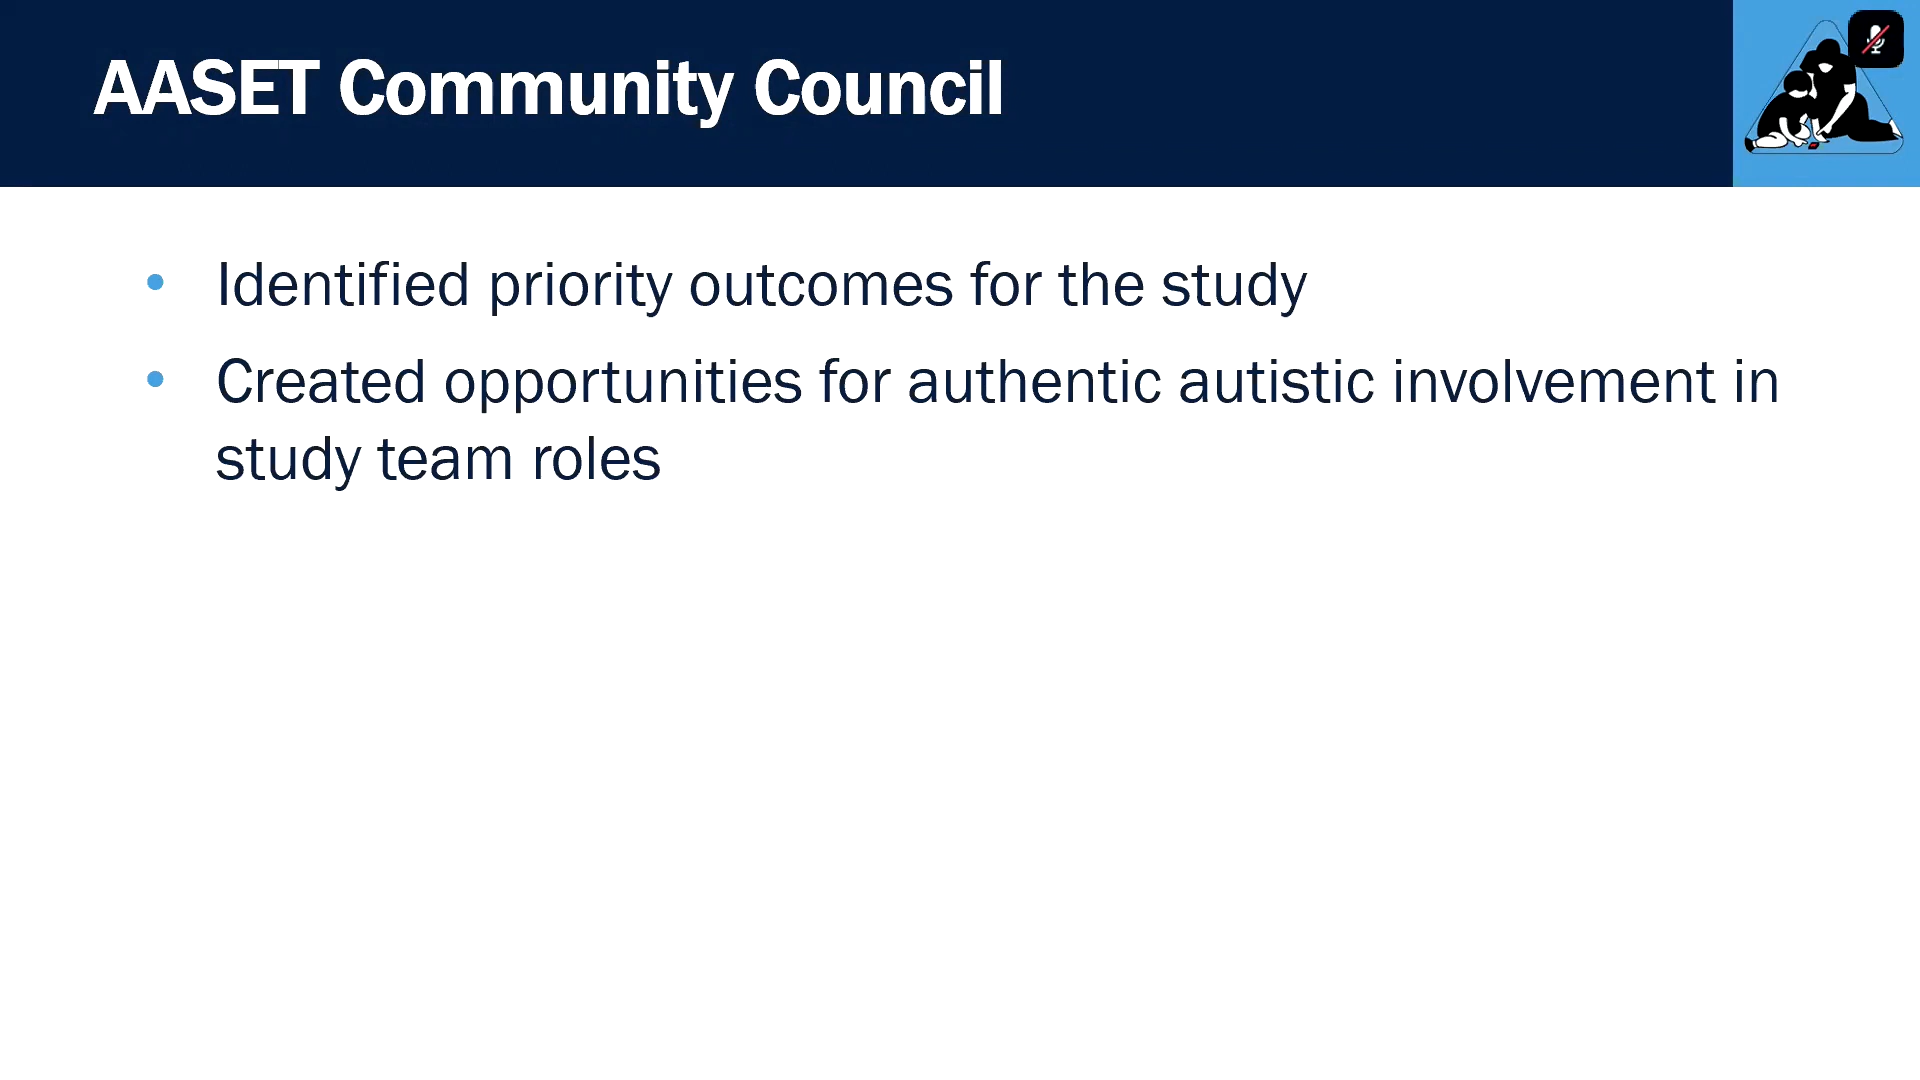 AASET Community Council
• Identified priority outcomes for the study
• Created opportunities for authentic autistic involvement in
study team roles